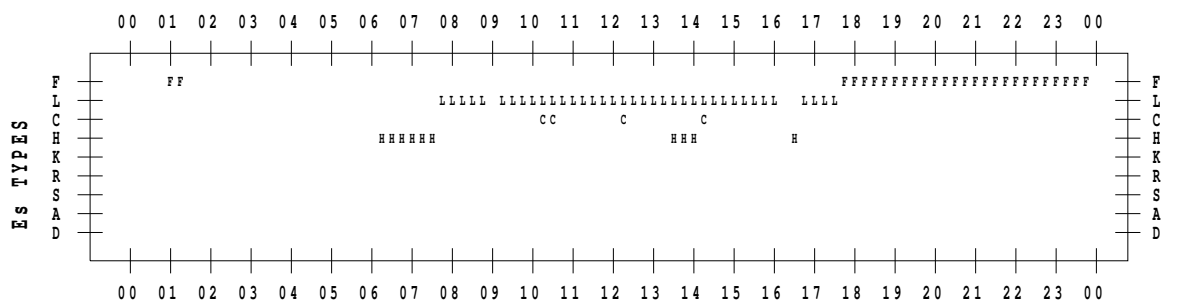 00 01 02 03 04 05 06 07 08 09 10 11 12 13 14 15 16 17 18 19 20 21 22 23 00
F FF FFFFFFFFFFFFFFFFFFFFFFFFF F
L LLLLL LLLLLLLLLLLLLLLLLLLLLLLLLLLL LLLL L
C CC C C C
H HHHHHH HHH H H
K K
R R
S S
A A
D D
Es TYPES
00 01 02 03 04 05 06 07 08 09 10 11 12 13 14 15 16 17 18 19 20 21 22 23 00